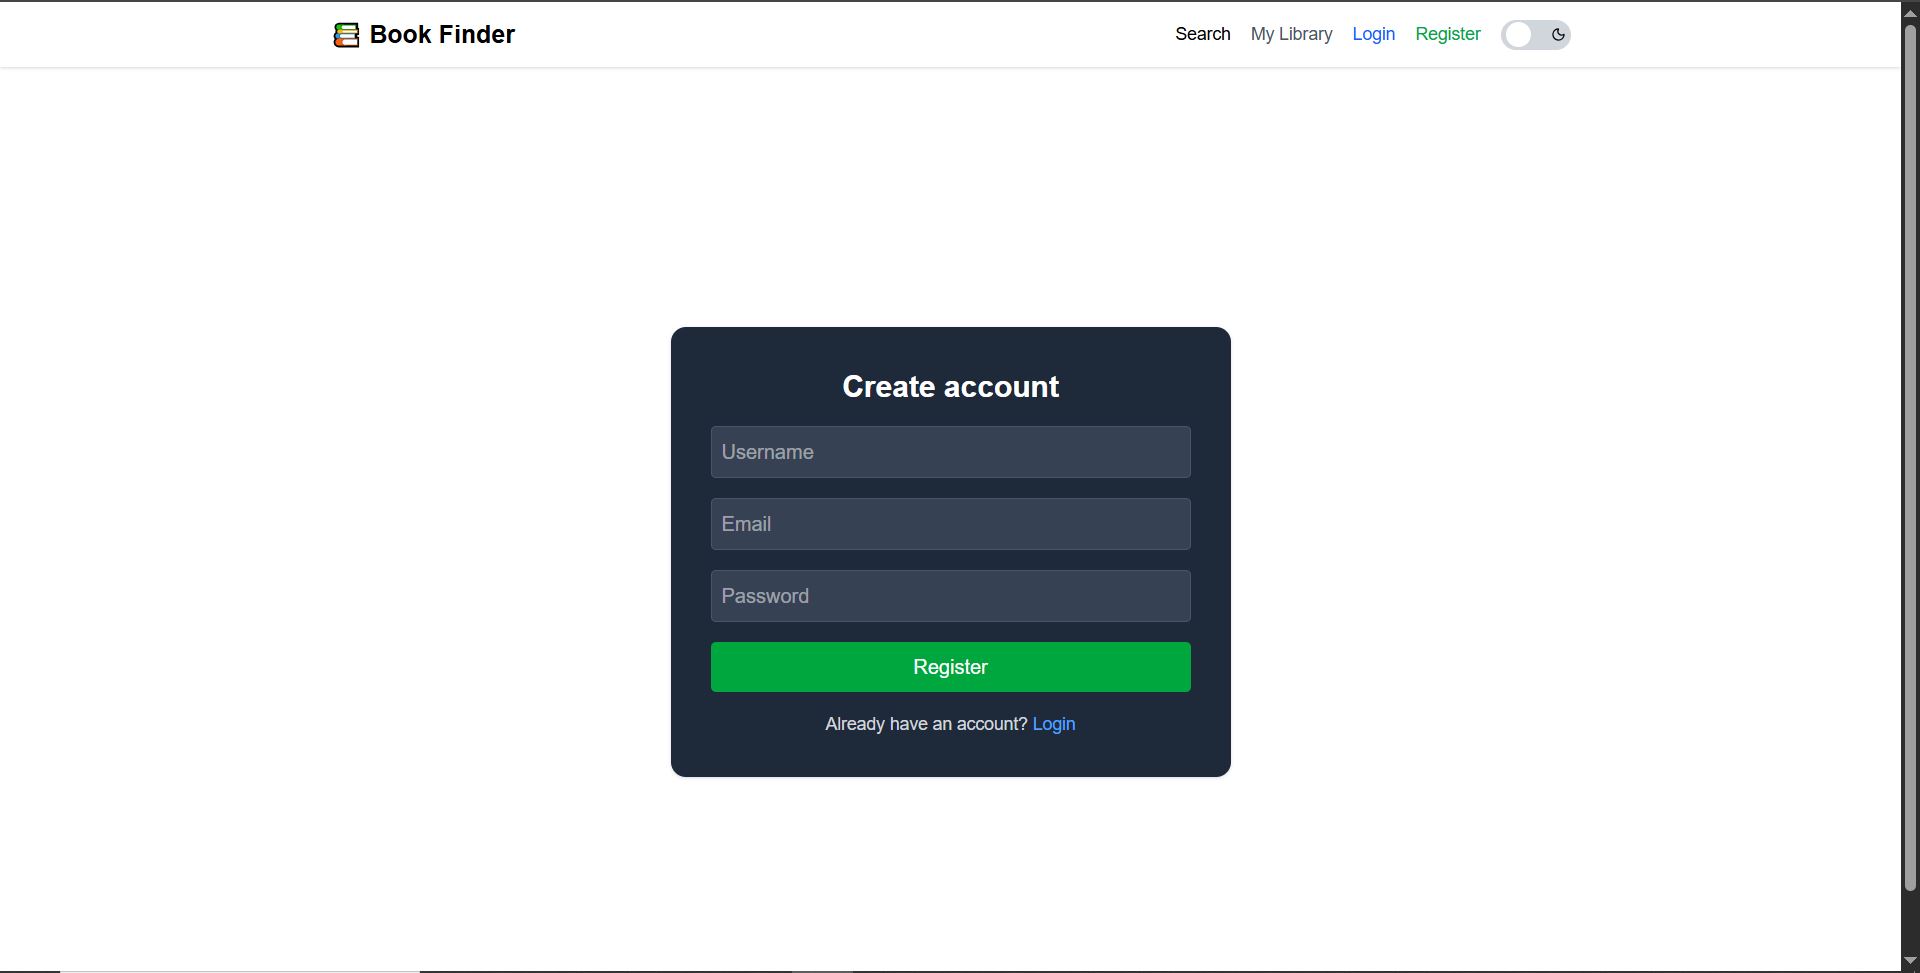 Book Finder
Search My Library Login Register
Create account
Username
Email
Password
Register
Already have an account? Login